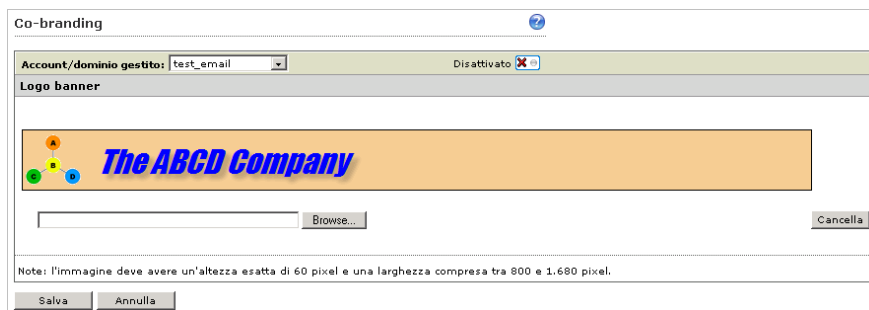 Co-branding
?
Account/dominio gestito: test_email Disattivato
Logo banner
A
B
C
D
The ABCD Company
Browse...
Cancella
Note: l'immagine deve avere un'altezza esatta di 60 pixel e una larghezza compresa tra 800 e 1.680 pixel.
Salva Annulla